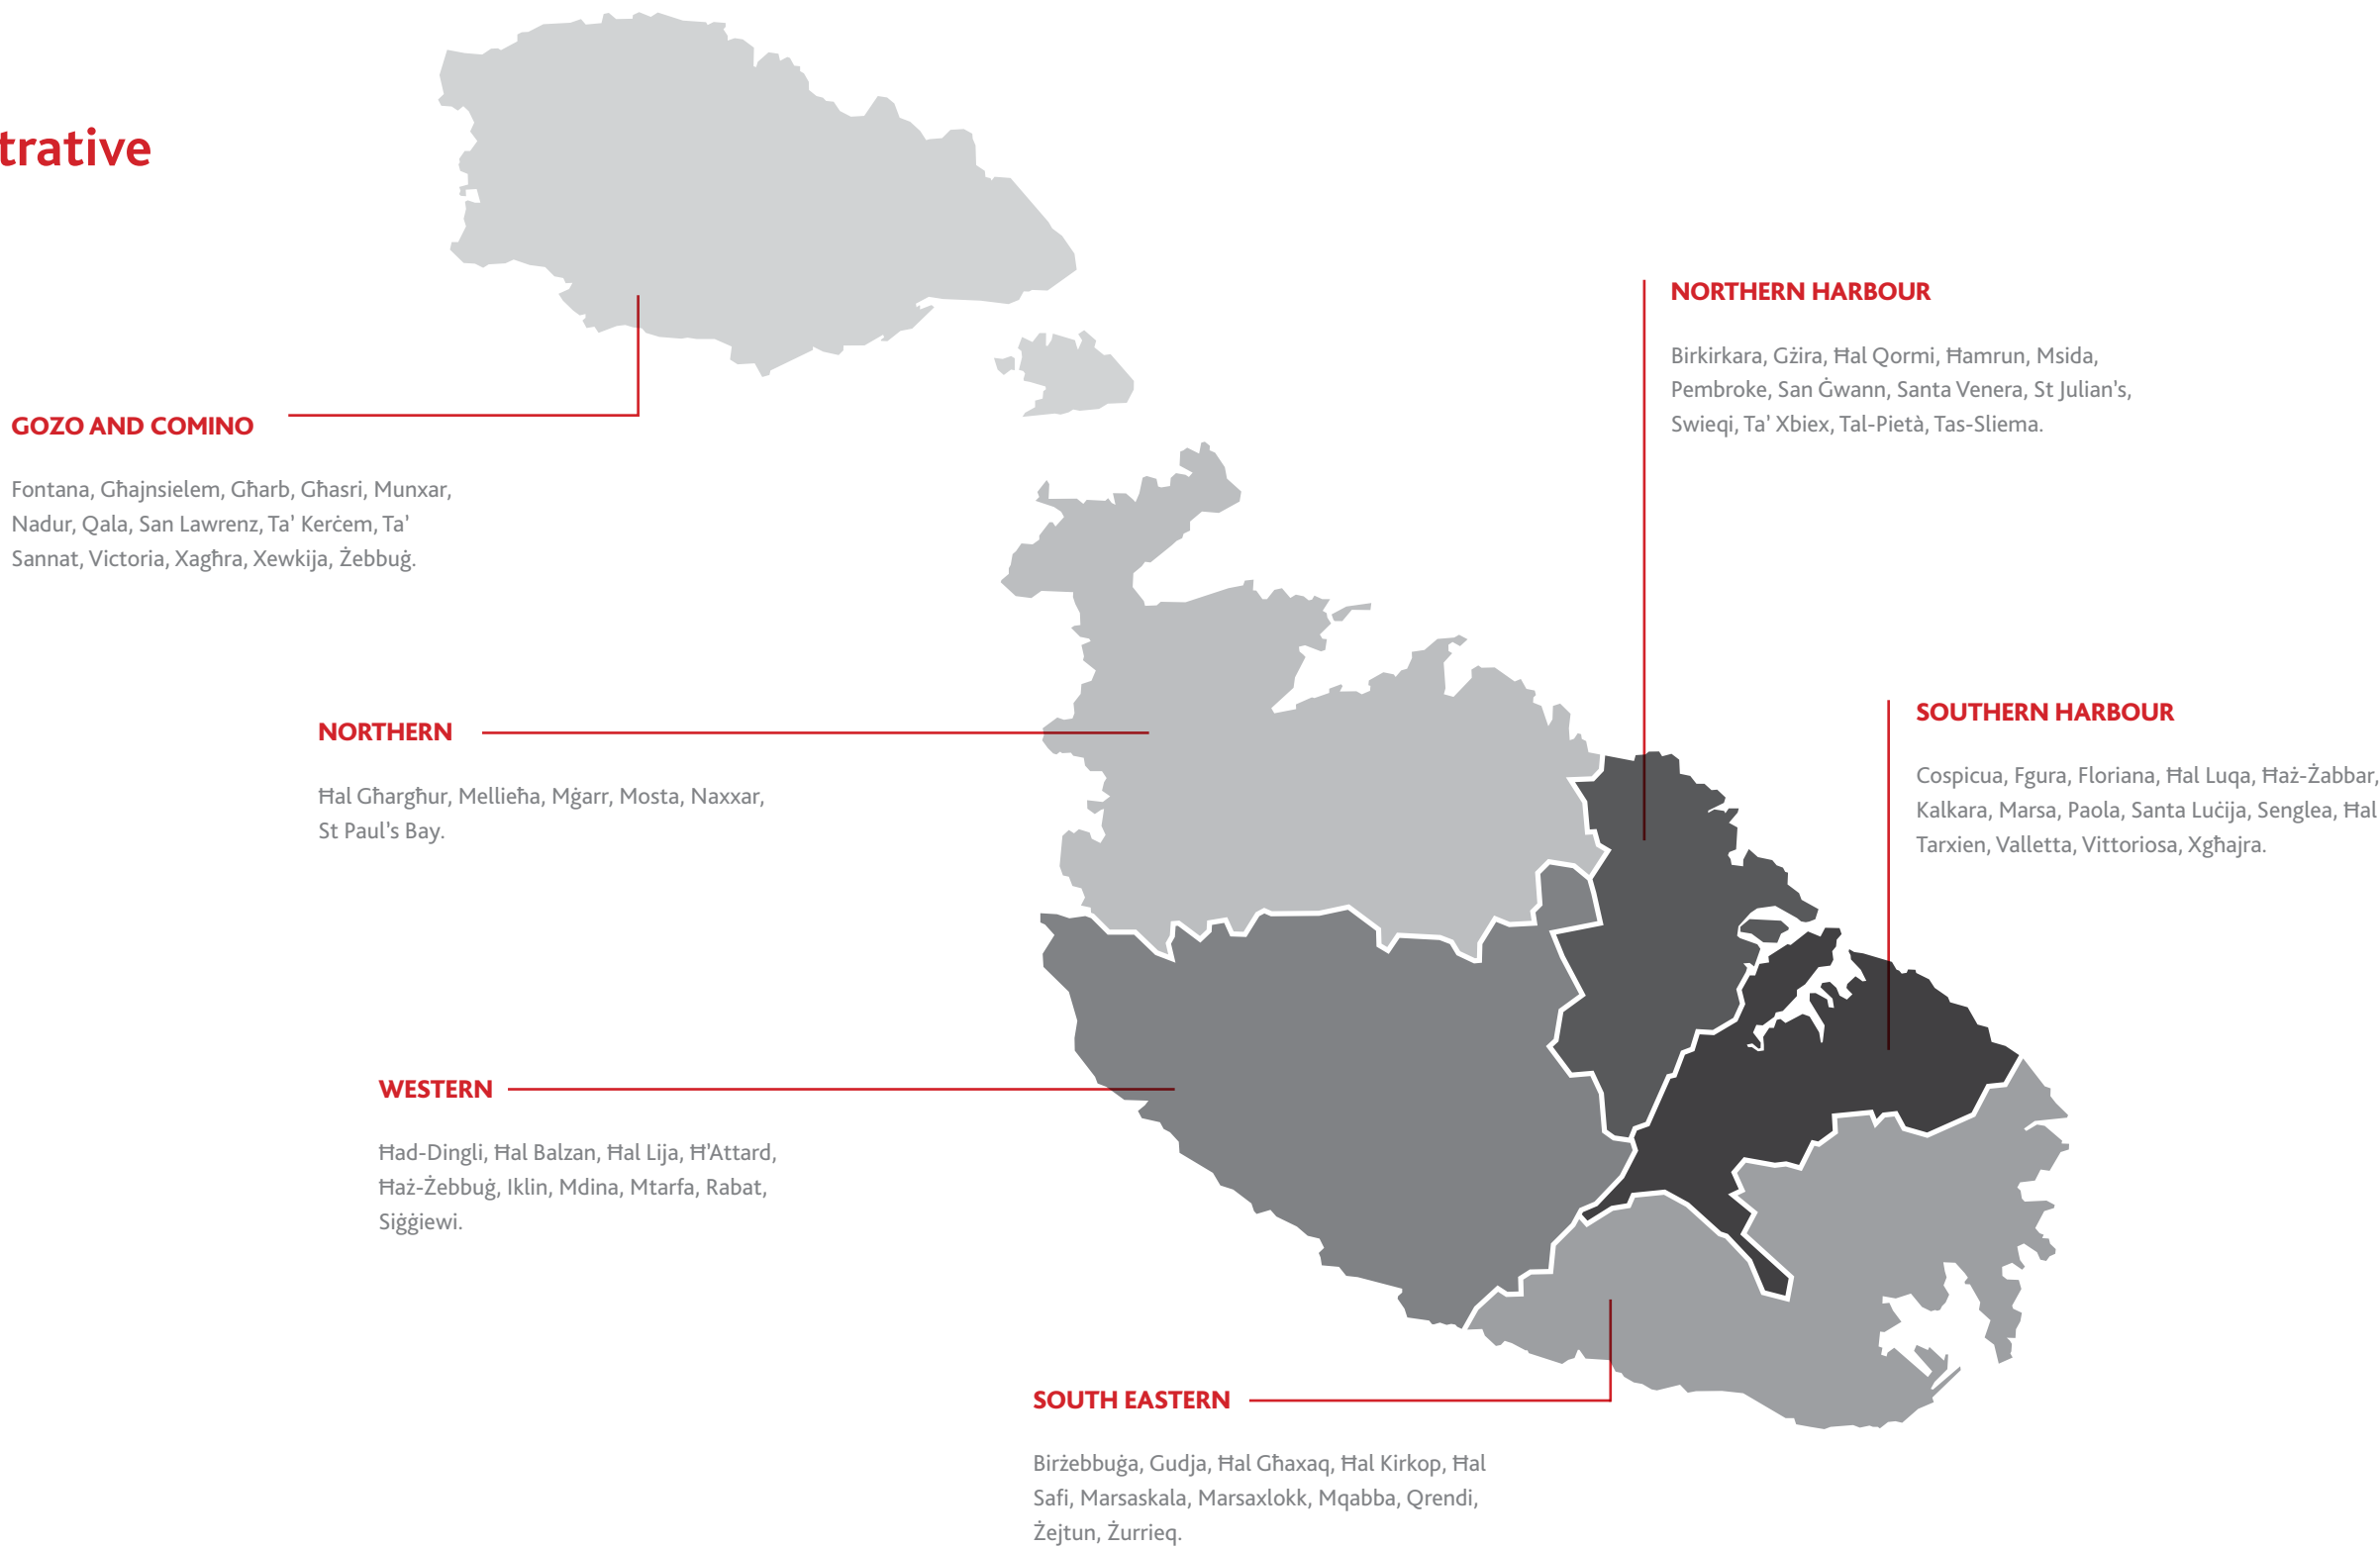 trative
GOZO AND COMINO
Fontana, Għajnsielem, Għarb, Għasri, Munxar,
Nadur, Qala, San Lawrenz, Ta' Kerċem, Ta'
Sannat, Victoria, Xagħra, Xewkija, Żebbuġ.
NORTHERN HARBOUR
Birkirkara, Gżira, Ħal Qormi, Ħamrun, Msida,
Pembroke, San Ġwann, Santa Venera, St Julian's,
Swieqi, Ta' Xbiex, Tal-Pietà, Tas-Sliema.
NORTHERN
Ħal Għargħur, Mellieħa, Mġarr, Mosta, Naxxar,
St Paul's Bay.
SOUTHERN HARBOUR
Cospicua, Fgura, Floriana, Ħal Luqa, Ħaż-Żabbar,
Kalkara, Marsa, Paola, Santa Luċija, Senglea, Ħal
Tarxien, Valletta, Vittoriosa, Xgħajra.
WESTERN
Ħad-Dingli, Ħal Balzan, Ħal Lija, Ħ'Attard,
Ħaż-Żebbuġ, Iklin, Mdina, Mtarfa, Rabat,
Siġġiewi.
SOUTH EASTERN
Birżebbuġa, Gudja, Ħal Għaxaq, Ħal Kirkop, Ħal
Safi, Marsaskala, Marsaxlokk, Mqabba, Qrendi,
Żejtun, Żurrieq.